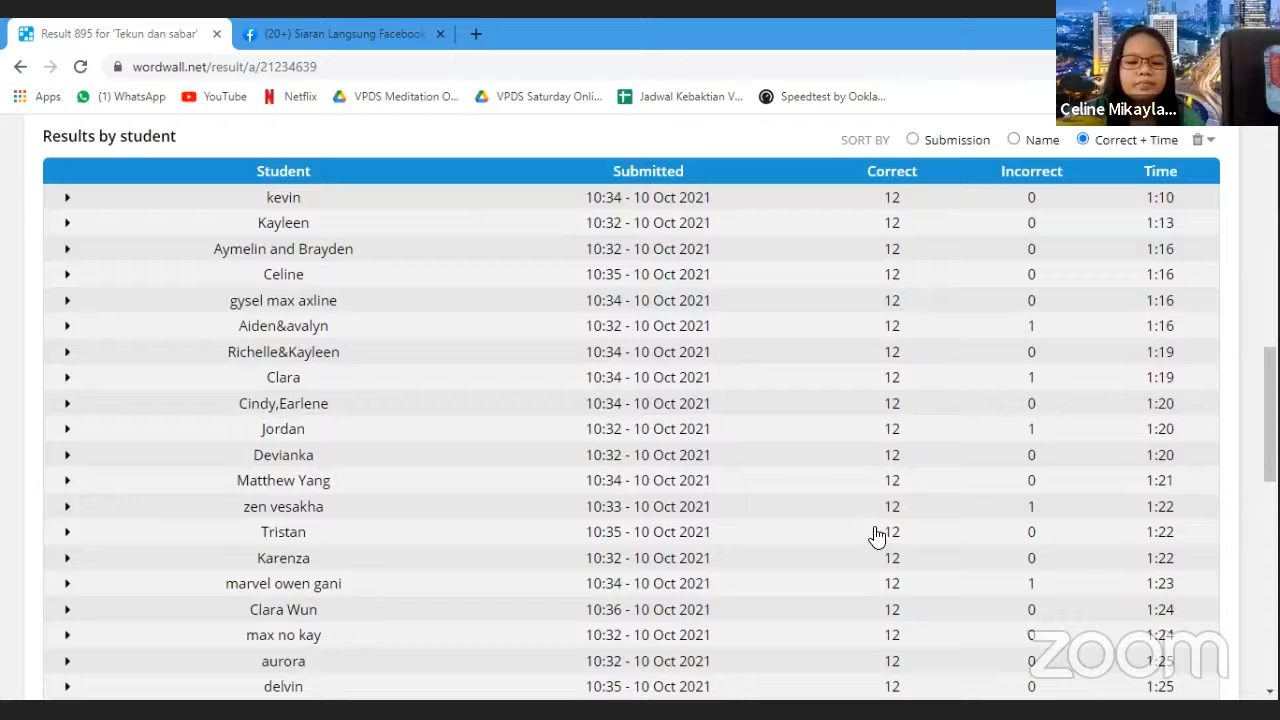 Result 895 for 'Tekun dan sabar'
(20+) Siaran Langsung Facebook
wordwall.net/result/a/21234639
Apps (1) WhatsApp YouTube Netflix VPDS Meditation O... VPDS Saturday Onli... Jadwal Kebaktian V... Speedtest by Ookla...
Celine Mikayla...
Results by student
SORT BY Submission Name Correct + Time
Student Submitted Correct Incorrect Time
kevin 10:34 - 10 Oct 2021 12 0 1:10
Kayleen 10:32 - 10 Oct 2021 12 0 1:13
Aymelin and Brayden 10:32 - 10 Oct 2021 12 0 1:16
Celine 10:35 - 10 Oct 2021 12 0 1:16
gysel max axline 10:34 - 10 Oct 2021 12 0 1:16
Aiden&avalyn 10:32 - 10 Oct 2021 12 1 1:16
Richelle&Kayleen 10:34 - 10 Oct 2021 12 0 1:19
Clara 10:34 - 10 Oct 2021 12 1 1:19
Cindy,Earlene 10:34 - 10 Oct 2021 12 0 1:20
Jordan 10:32 - 10 Oct 2021 12 1 1:20
Devianka 10:32 - 10 Oct 2021 12 0 1:20
Matthew Yang 10:34 - 10 Oct 2021 12 0 1:21
zen vesakha 10:33 - 10 Oct 2021 12 1 1:22
Tristan 10:35 - 10 Oct 2021 12 0 1:22
Karenza 10:32 - 10 Oct 2021 12 0 1:22
marvel owen gani 10:34 - 10 Oct 2021 12 1 1:23
Clara Wun 10:36 - 10 Oct 2021 12 0 1:24
max no kay 10:32 - 10 Oct 2021 12 0 1:24
aurora 10:32 - 10 Oct 2021 12 0 1:25
delvin 10:35 - 10 Oct 2021 12 0 1:25
zoom